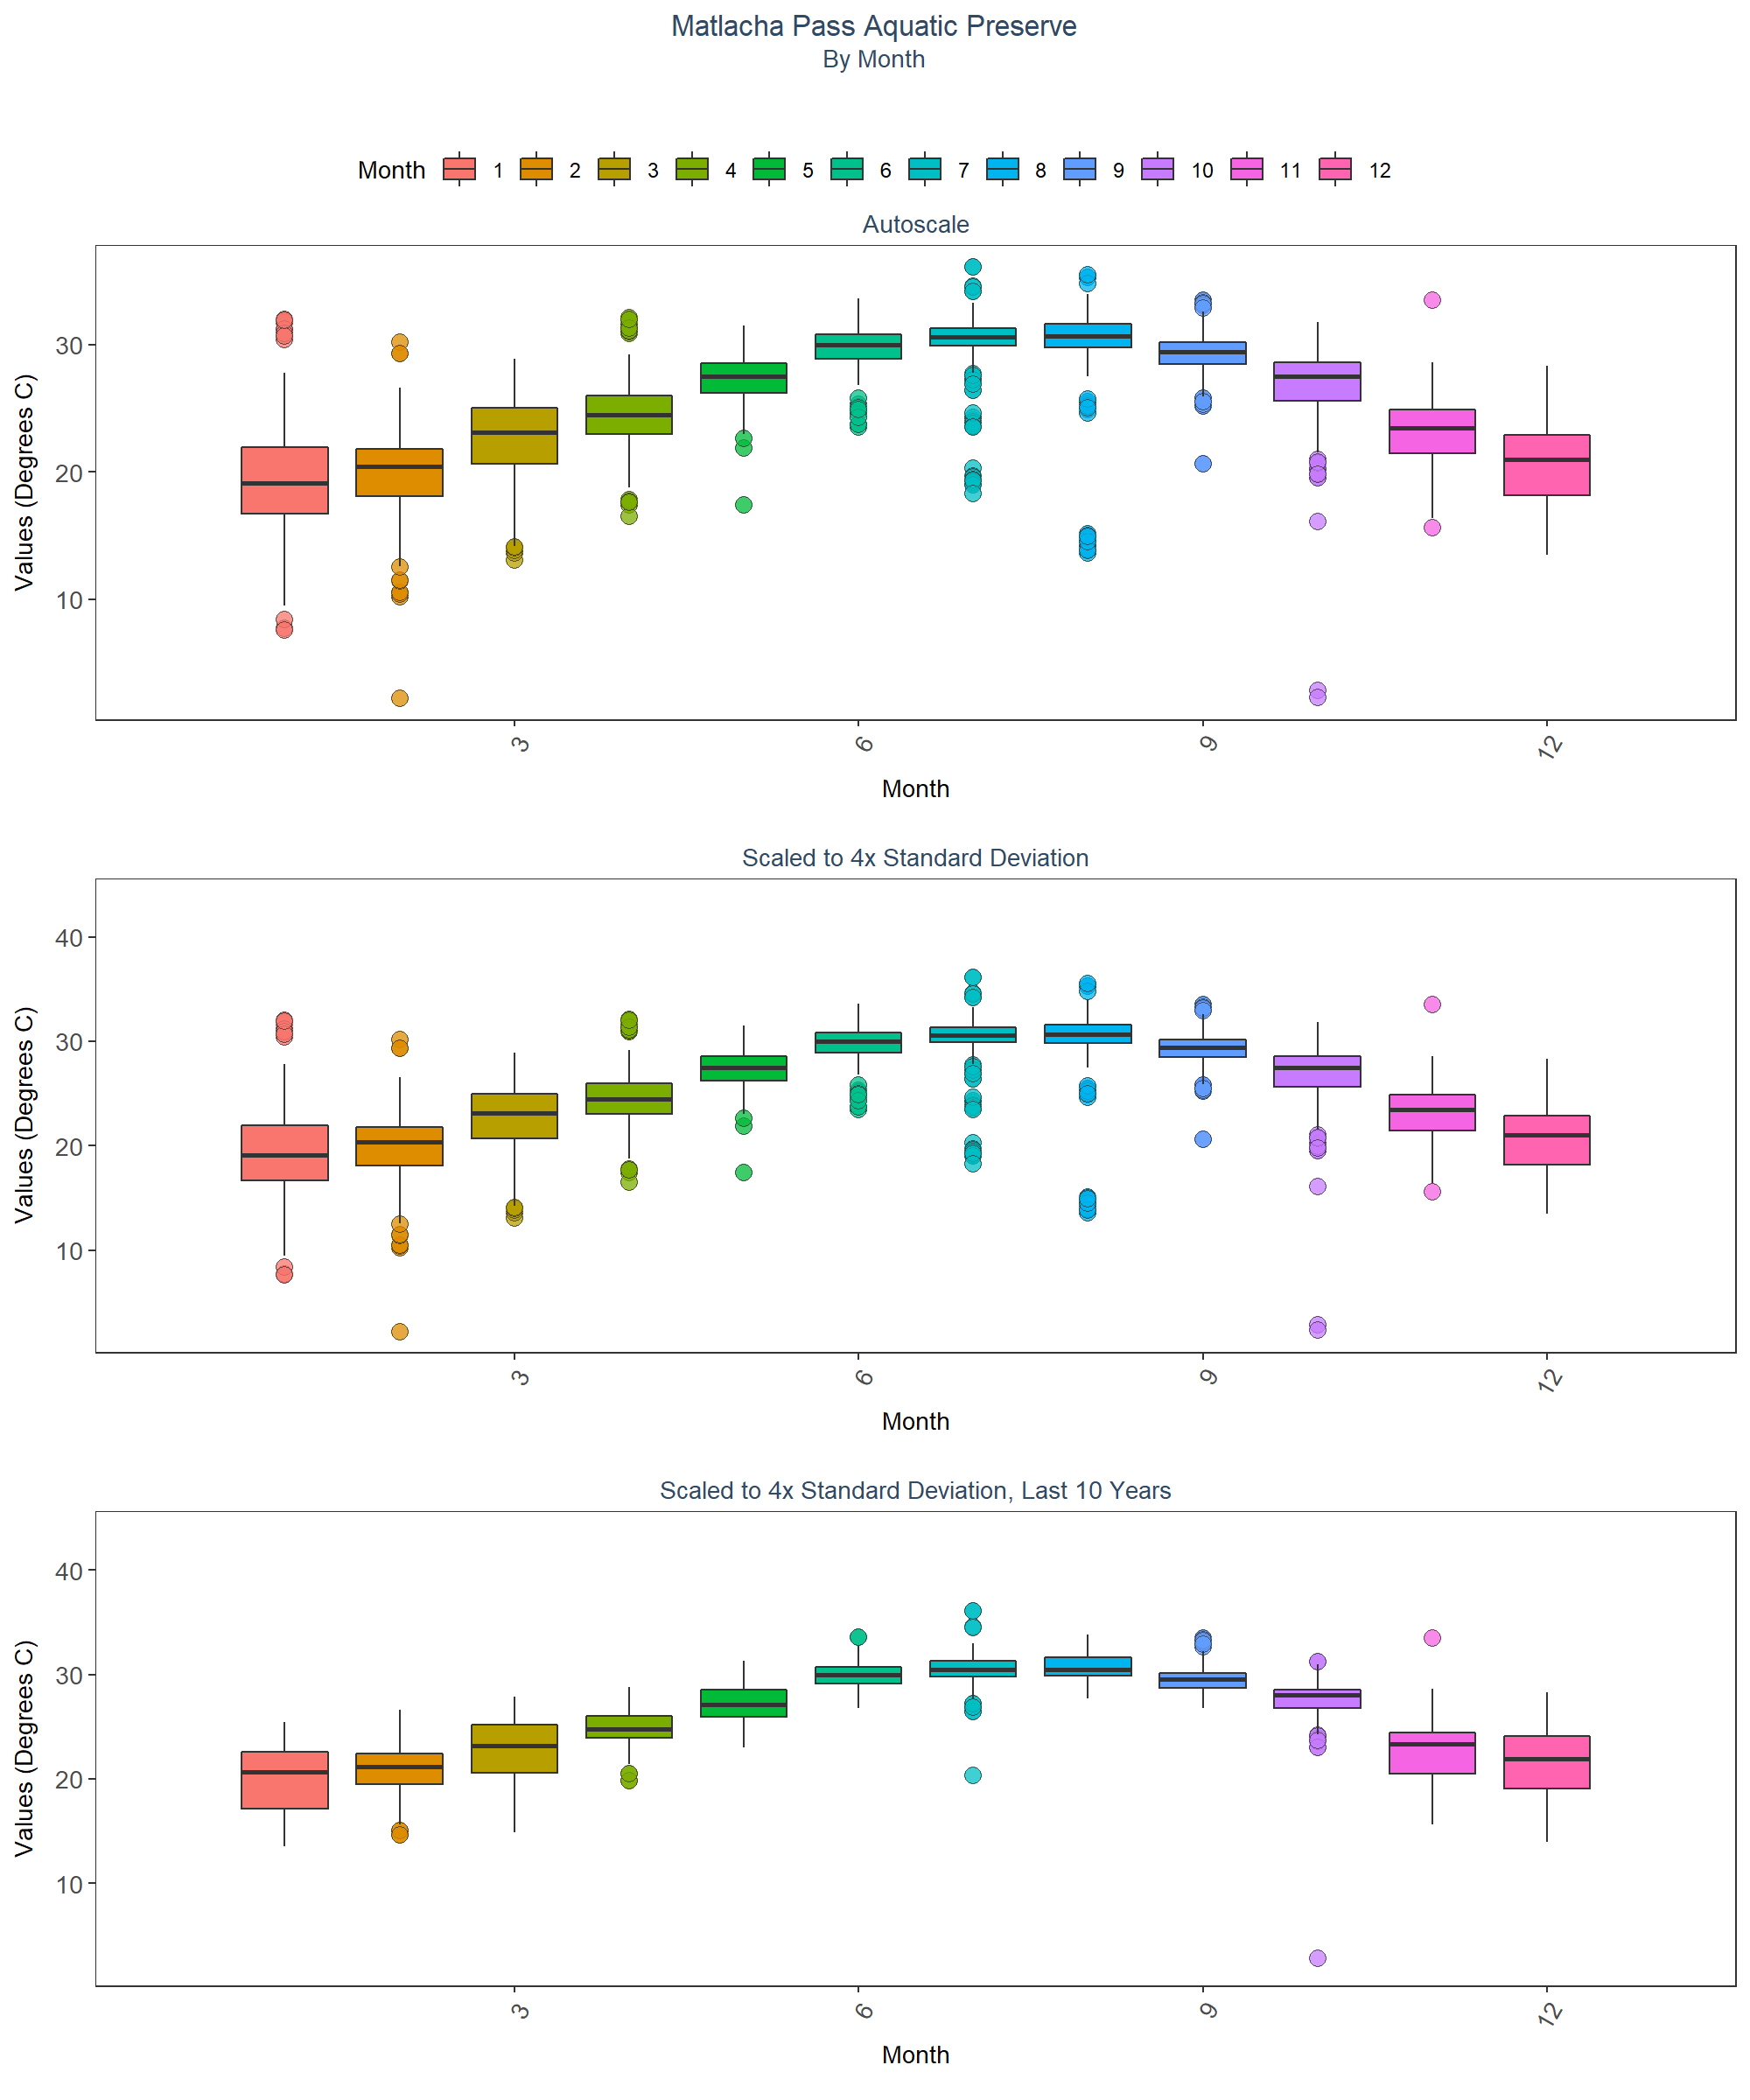 Matlacha Pass Aquatic Preserve
By Month
Month 1 2 3 4 5 6 7 8 9 10 11 12
Autoscale
Values (Degrees C)
30
20
10
3 6 9 12
Month
Scaled to 4x Standard Deviation
Values (Degrees C)
40
30
20
10
3 6 9 12
Month
Scaled to 4x Standard Deviation, Last 10 Years
Values (Degrees C)
40
30
20
10
3 6 9 12
Month